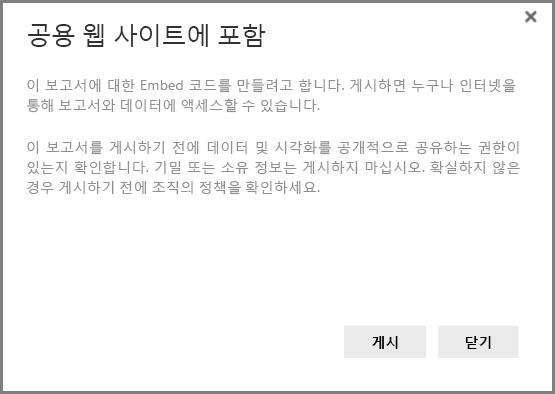 공용 웹 사이트에 포함
이 보고서에 대한 Embed 코드를 만들려고 합니다. 게시하면 누구나 인터넷을
통해 보고서와 데이터에 액세스할 수 있습니다.
이 보고서를 게시하기 전에 데이터 및 시각화를 공개적으로 공유하는 권한이
있는지 확인합니다. 기밀 또는 소유 정보는 게시하지 마십시오. 확실하지 않은
경우 게시하기 전에 조직의 정책을 확인하세요.
게시
닫기